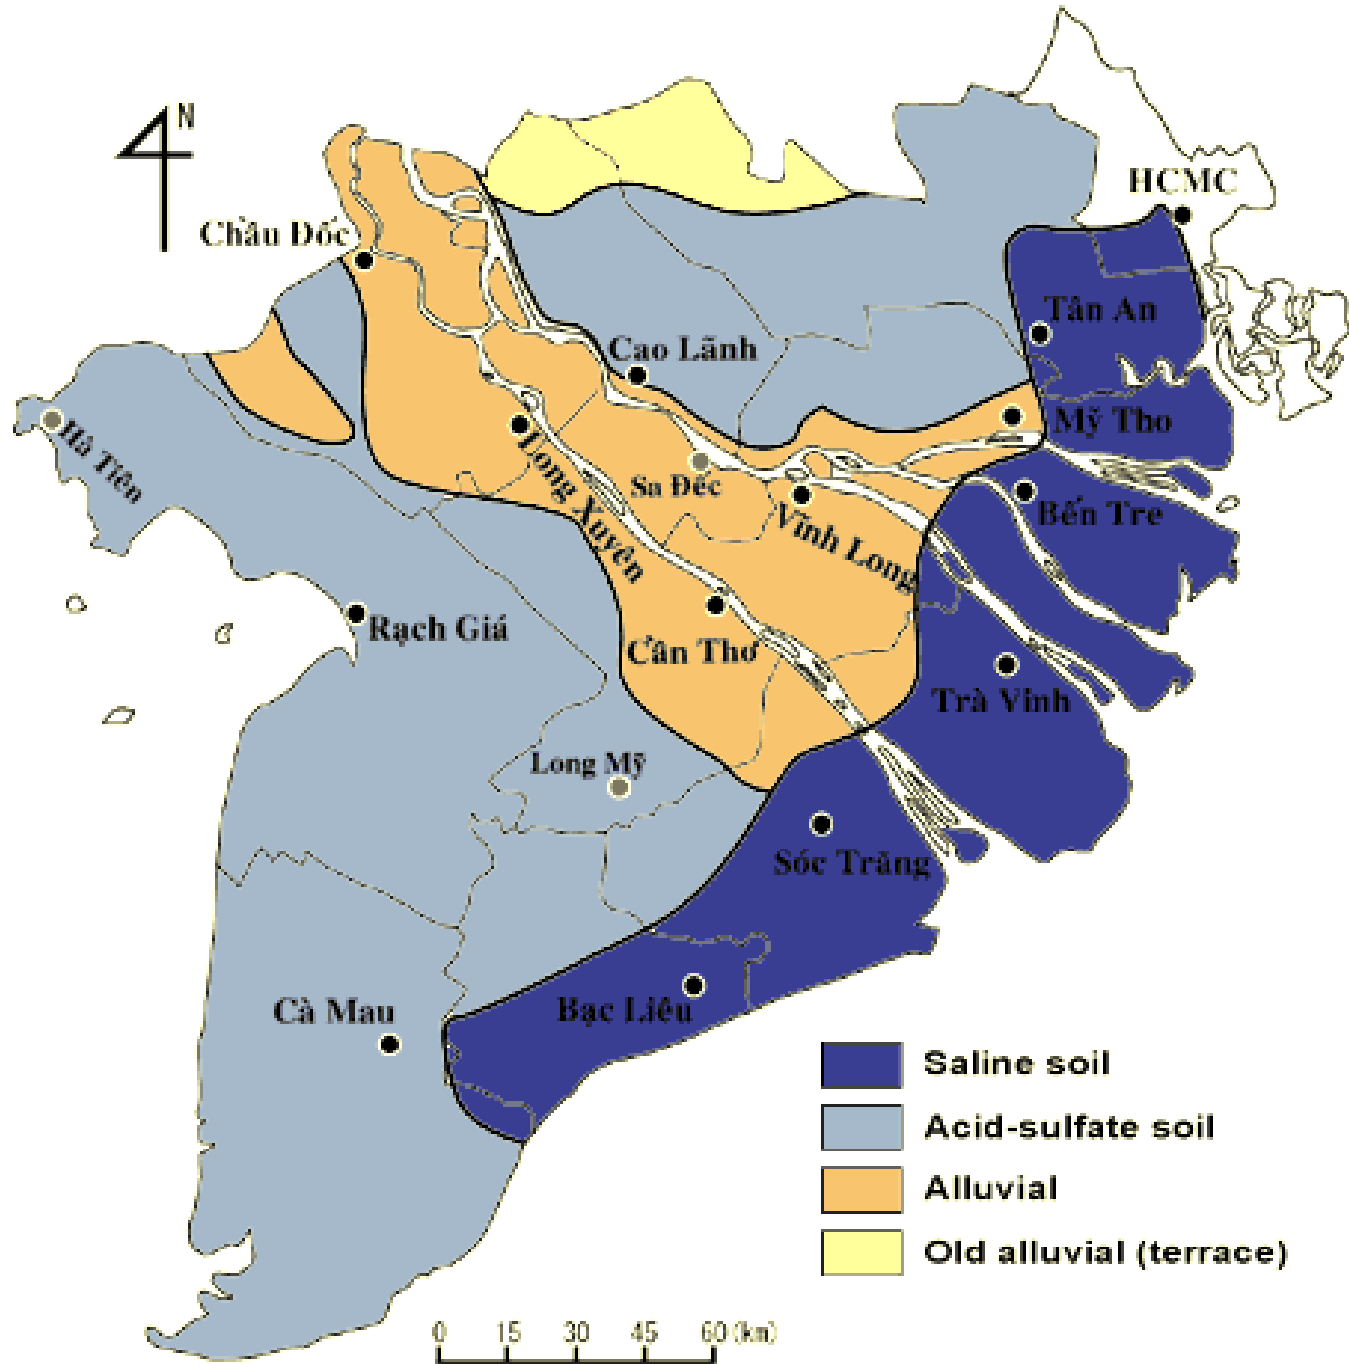 N
HCMC
Châu Đốc
Tân An
Cao Lãnh
Mỹ Tho
Hà Tiên
Long Xuyên
Sa Đéc
Vĩnh Long
Bến Tre
Rạch Giá
Cần Thơ
Trà Vinh
Long Mỹ
Sóc Trăng
Cà Mau
Bạc Liêu
Saline soil
Acid-sulfate soil
Alluvial
Old alluvial (terrace)
0 15 30 45 60 (km)